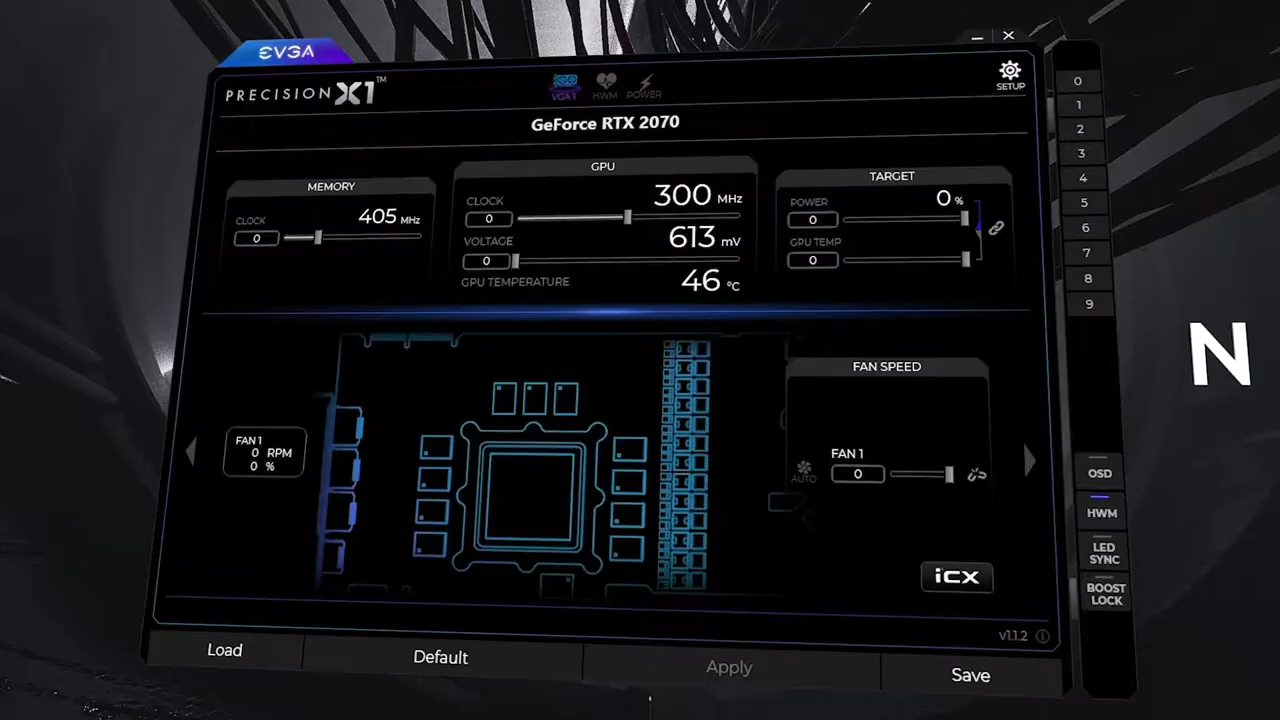 EVGA
PRECISION X1™
VGA 1
HWM
POWER
SETUP
GeForce RTX 2070
MEMORY
CLOCK
405 MHz
0
GPU
CLOCK
300 MHz
0
VOLTAGE
613 mV
0
GPU TEMPERATURE
46 °C
TARGET
POWER
0 %
0
GPU TEMP
0
0
1
2
3
4
5
6
7
8
9
N
FAN 1
0 RPM
0 %
FAN SPEED
FAN 1
AUTO
0
iCX
OSD
HWM
LED
SYNC
BOOST
LOCK
v1.1.2
Load
Default
Apply
Save